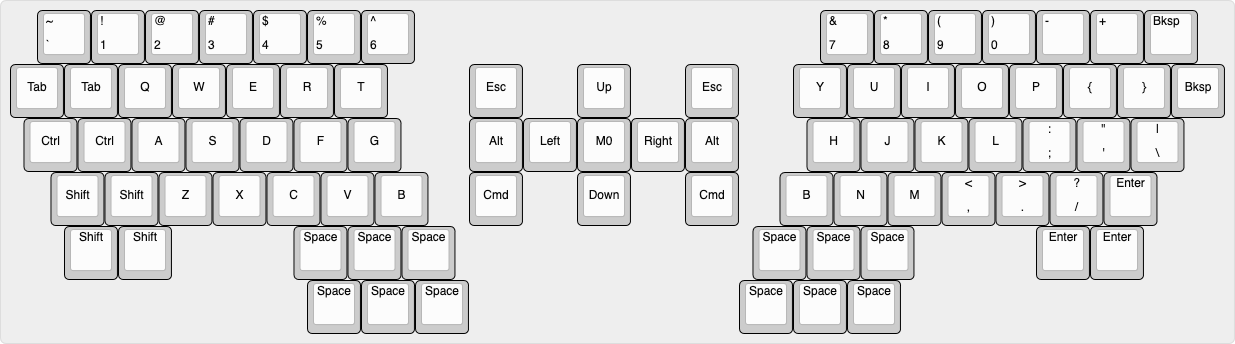 ~ ! @ # $ % ^ & * ( ) - + Bksp
` 1 2 3 4 5 6 7 8 9 0
Tab Tab Q W E R T Esc Up Esc Y U I O P { } Bksp
Ctrl Ctrl A S D F G Alt Left M0 Right Alt H J K L : " |
; ' \
Shift Shift Z X C V B Cmd Down Cmd B N M < > ? Enter
, . /
Shift Shift Space Space Space Space Space Space Enter Enter
Space Space Space Space Space Space